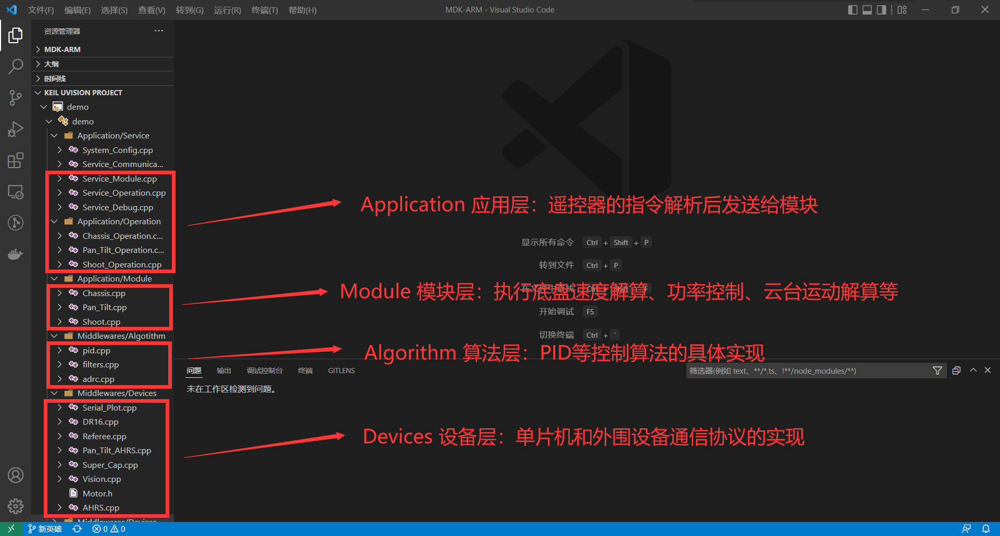 文件(F) 编辑(E) 选择(S) 查看(V) 转到(G) 运行(R) 终端(T) 帮助(H)
MDK-ARM - Visual Studio Code
资源管理器
MDK-ARM
大纲
时间线
KEIL UVISION PROJECT
demo
demo
Application/Service
System_Config.cpp
Service_Communica...
Service_Module.cpp
Service_Operation.cpp
Service_Debug.cpp
Application/Operation
Chassis_Operation.c...
Pan_Tilt_Operation.c...
Shoot_Operation.cpp
Application/Module
Chassis.cpp
Pan_Tilt.cpp
Shoot.cpp
Middlewares/Algotithm
pid.cpp
filters.cpp
adrc.cpp
Middlewares/Devices
Serial_Plot.cpp
DR16.cpp
Referee.cpp
Pan_Tilt_AHRS.cpp
Super_Cap.cpp
Vision.cpp
Motor.h
AHRS.cpp
Middlewares/Devices
Application 应用层：遥控器的指令解析后发送给模块
显示所有命令 Ctrl + Shift + P
转到文件 Ctrl + P
在文件中查找 Ctrl + Shift + F
Module 模块层：执行底盘速度解算、功率控制、云台运动解算等
开始调试 F5
切换终端 Ctrl + `
Algorithm 算法层：PID等控制算法的具体实现
问题 输出 调试控制台 终端 GITLENS
筛选器(例如 text、**/*.ts、!**/node_modules/**)
未在工作区检测到问题。
Devices 设备层：单片机和外围设备通信协议的实现
新英雄 0 0